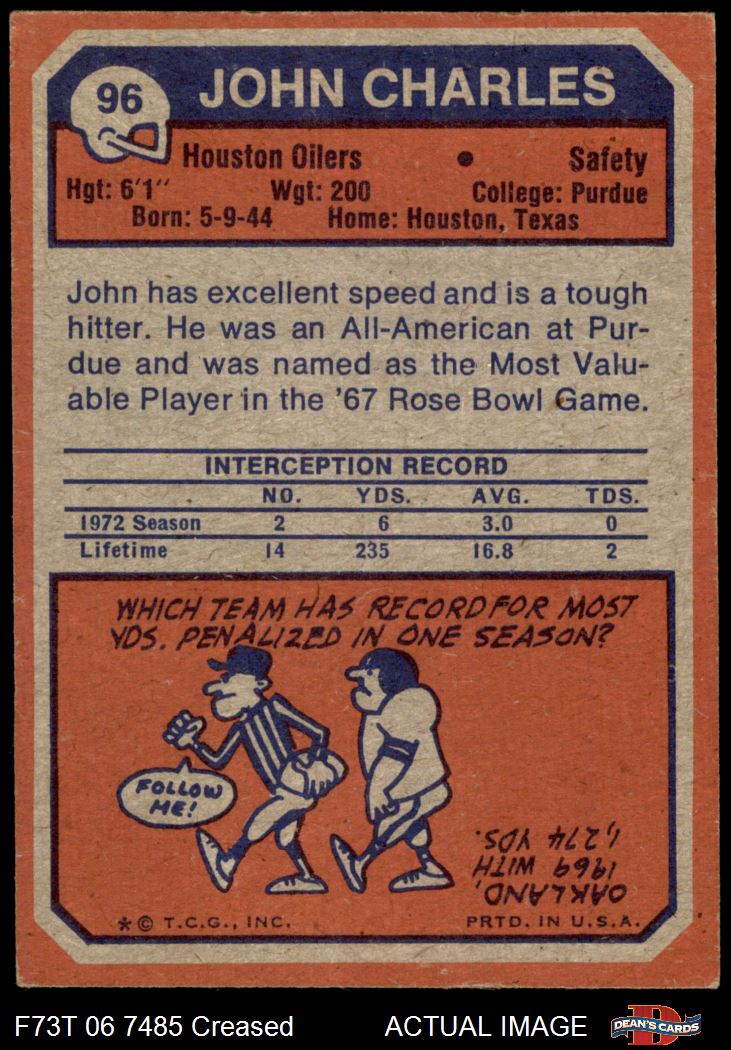 96
JOHN CHARLES
Houston Oilers • Safety
Hgt: 6'1" Wgt: 200 College: Purdue
Born: 5-9-44 Home: Houston, Texas
John has excellent speed and is a tough
hitter. He was an All-American at Pur-
due and was named as the Most Valu-
able Player in the '67 Rose Bowl Game.
INTERCEPTION RECORD
NO. YDS. AVG. TDS.
1972 Season 2 6 3.0 0
Lifetime 14 235 16.8 2
WHICH TEAM HAS RECORD FOR MOST
YDS. PENALIZED IN ONE SEASON?
FOLLOW
ME!
OAKLAND,
1969 WITH
1,274 YDS.
* © T.C.G., INC. PRTD. IN U.S.A.
F73T 06 7485 Creased ACTUAL IMAGE
D
DEAN'S CARDS